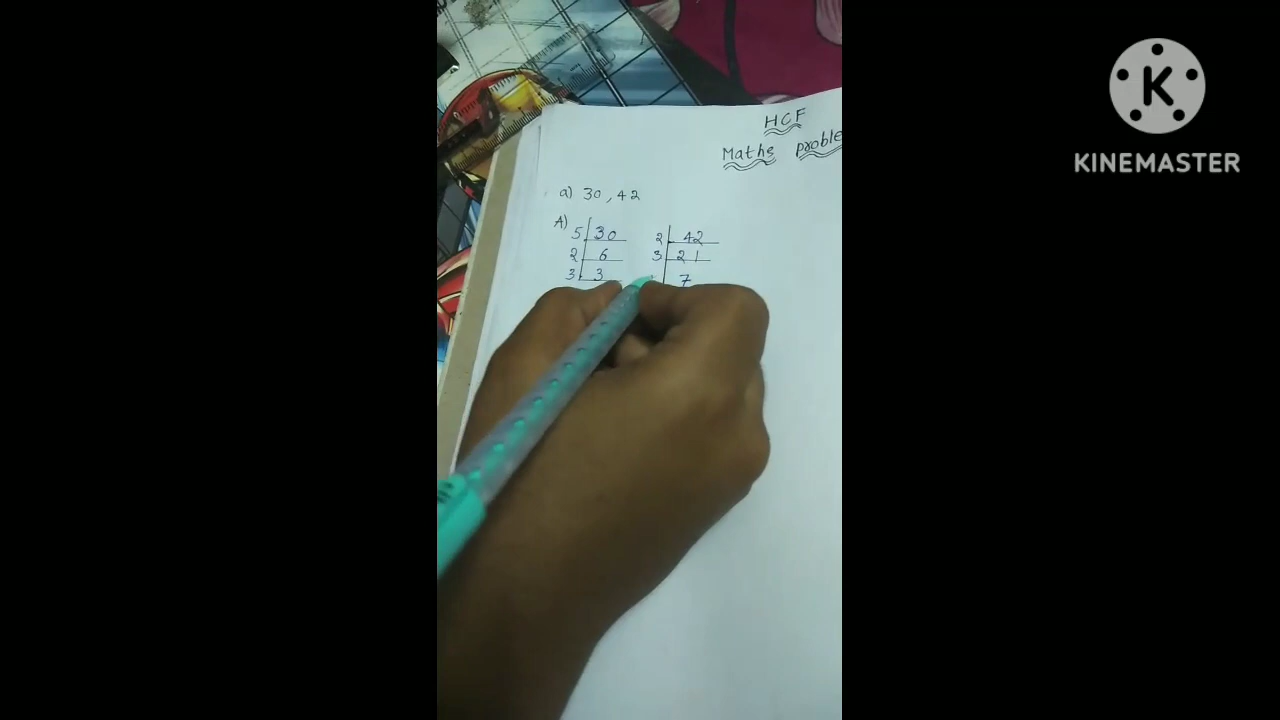 HCF
Maths proble
a) 30, 42
A) 5 30 2 42
2 6 3 21
3 3 7
K
KINEMASTER